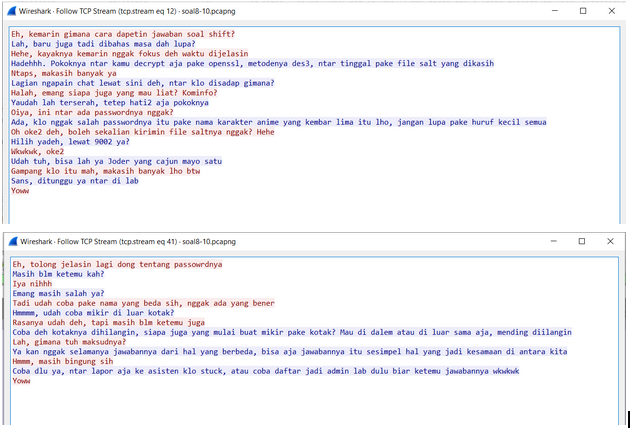 Wireshark · Follow TCP Stream (tcp.stream eq 12) · soal8-10.pcapng
Eh, kemarin gimana cara dapetin jawaban soal shift?
Lah, baru juga tadi dibahas masa dah lupa?
Hehe, kayaknya kemarin nggak fokus deh waktu dijelasin
Hadehhh. Pokoknya ntar kamu decrypt aja pake openssl, metodenya des3, ntar tinggal pake file salt yang dikasih
Ntaps, makasih banyak ya
Lagian ngapain chat lewat sini deh, ntar klo disadap gimana?
Halah, emang siapa juga yang mau liat? Kominfo?
Yaudah lah terserah, tetep hati2 aja pokoknya
Oiya, ini ntar ada passwordnya nggak?
Ada, klo nggak salah passwordnya itu pake nama karakter anime yang kembar lima itu lho, jangan lupa pake huruf kecil semua
Oh oke2 deh, boleh sekalian kirimin file saltnya nggak? Hehe
Hilih yadeh, lewat 9002 ya?
Wkwkwk, oke2
Udah tuh, bisa lah ya Joder yang cajun mayo satu
Gampang klo itu mah, makasih banyak lho btw
Sans, ditunggu ya ntar di lab
Yoww
Wireshark · Follow TCP Stream (tcp.stream eq 41) · soal8-10.pcapng
Eh, tolong jelasin lagi dong tentang passowrdnya
Masih blm ketemu kah?
Iya nihhh
Emang masih salah ya?
Tadi udah coba pake nama yang beda sih, nggak ada yang bener
Hmmmm, udah coba mikir di luar kotak?
Rasanya udah deh, tapi masih blm ketemu juga
Coba deh kotaknya dihilangin, siapa juga yang mulai buat mikir pake kotak? Mau di dalem atau di luar sama aja, mending diilangin
Lah, gimana tuh maksudnya?
Ya kan nggak selamanya jawabannya dari hal yang berbeda, bisa aja jawabannya itu sesimpel hal yang jadi kesamaan di antara kita
Hmmm, masih bingung sih
Coba dlu ya, ntar lapor aja ke asisten klo stuck, atau coba daftar jadi admin lab dulu biar ketemu jawabannya wkwkwk
Yoww